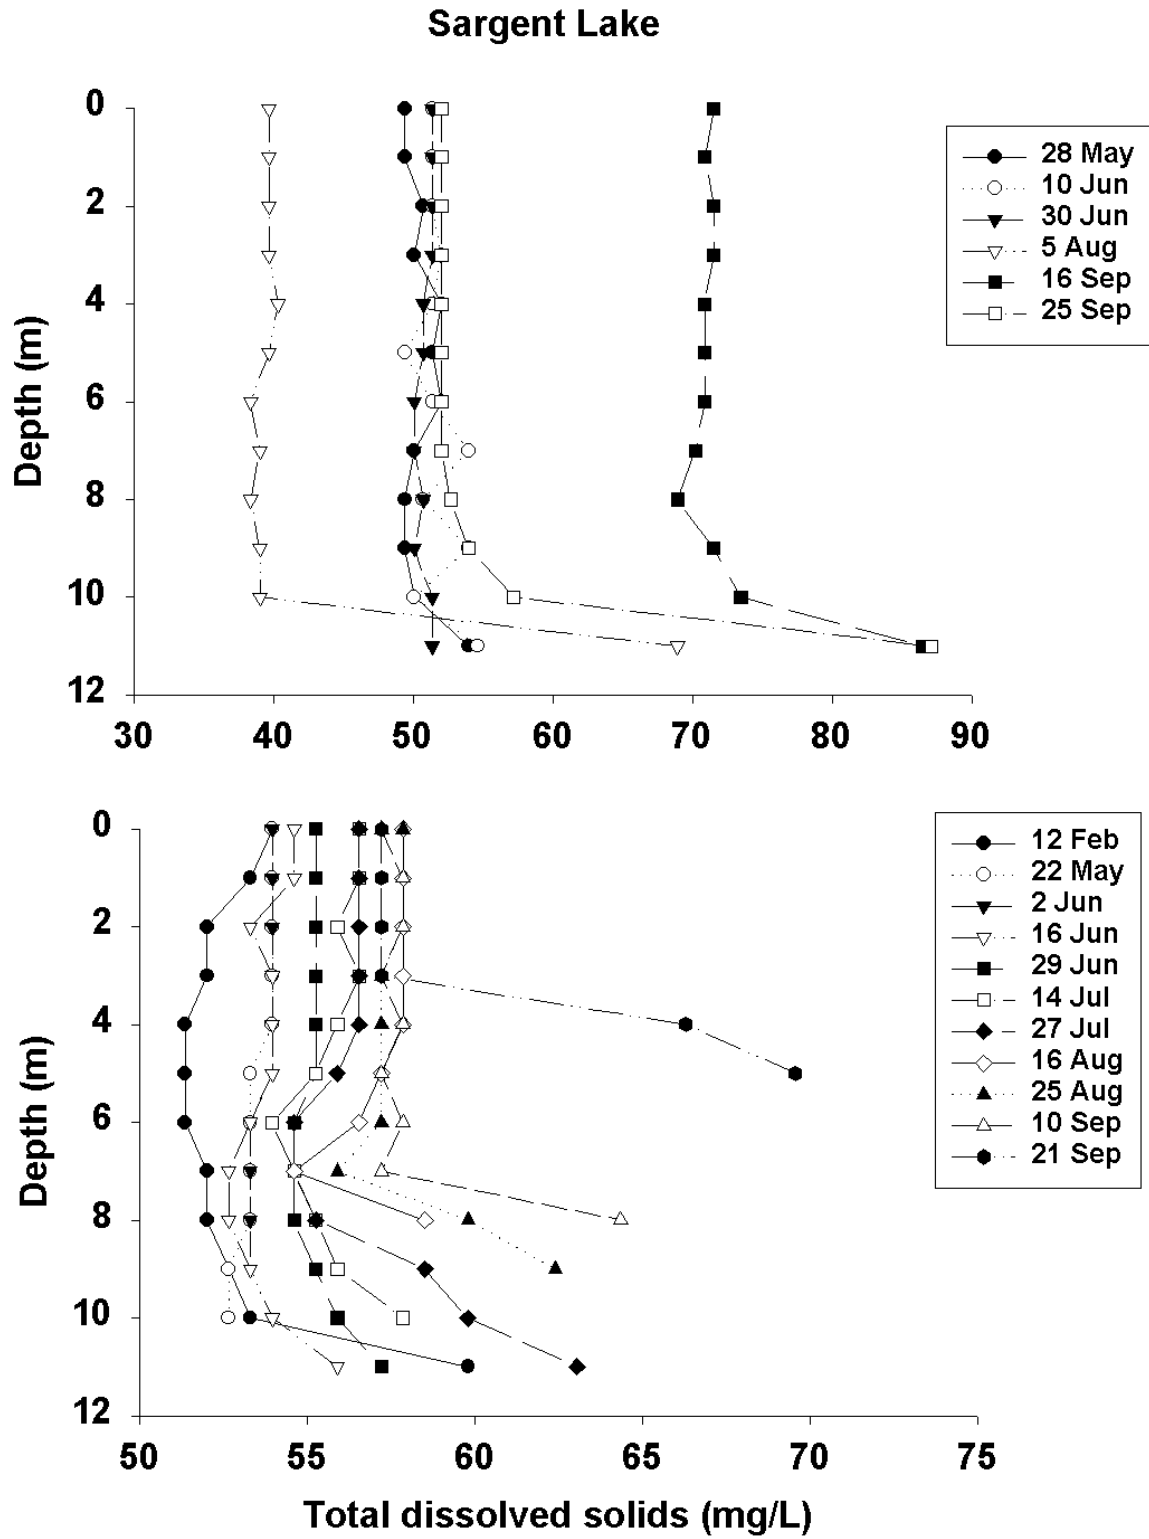 Sargent Lake
0
2
4
6
8
10
12
Depth (m)
30 40 50 60 70 80 90
28 May
10 Jun
30 Jun
5 Aug
16 Sep
25 Sep
0
2
4
6
8
10
12
Depth (m)
50 55 60 65 70 75
Total dissolved solids (mg/L)
12 Feb
22 May
2 Jun
16 Jun
29 Jun
14 Jul
27 Jul
16 Aug
25 Aug
10 Sep
21 Sep